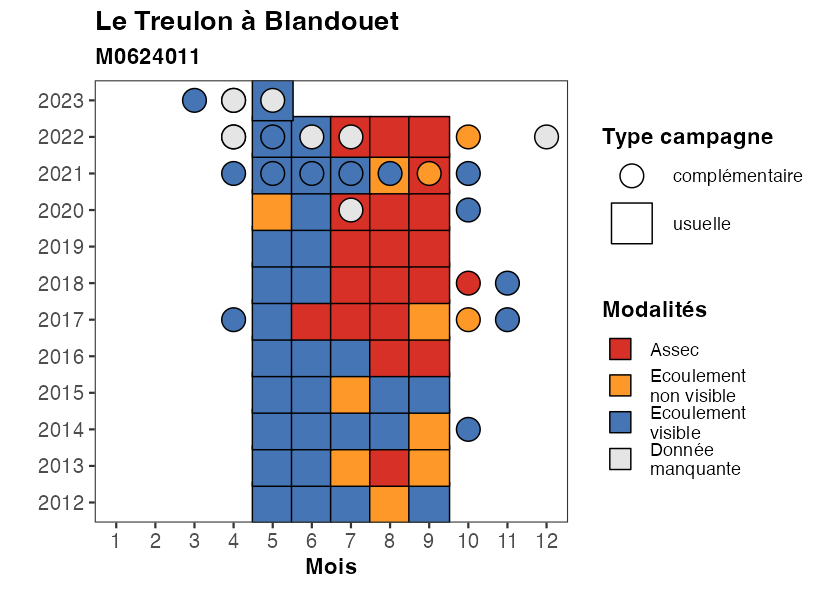 Le Treulon à Blandouet
M0624011
2023
2022
2021
2020
2019
2018
2017
2016
2015
2014
2013
2012
1 2 3 4 5 6 7 8 9 10 11 12
Mois
Type campagne
complémentaire
usuelle
Modalités
Assec
Ecoulement
non visible
Ecoulement
visible
Donnée
manquante